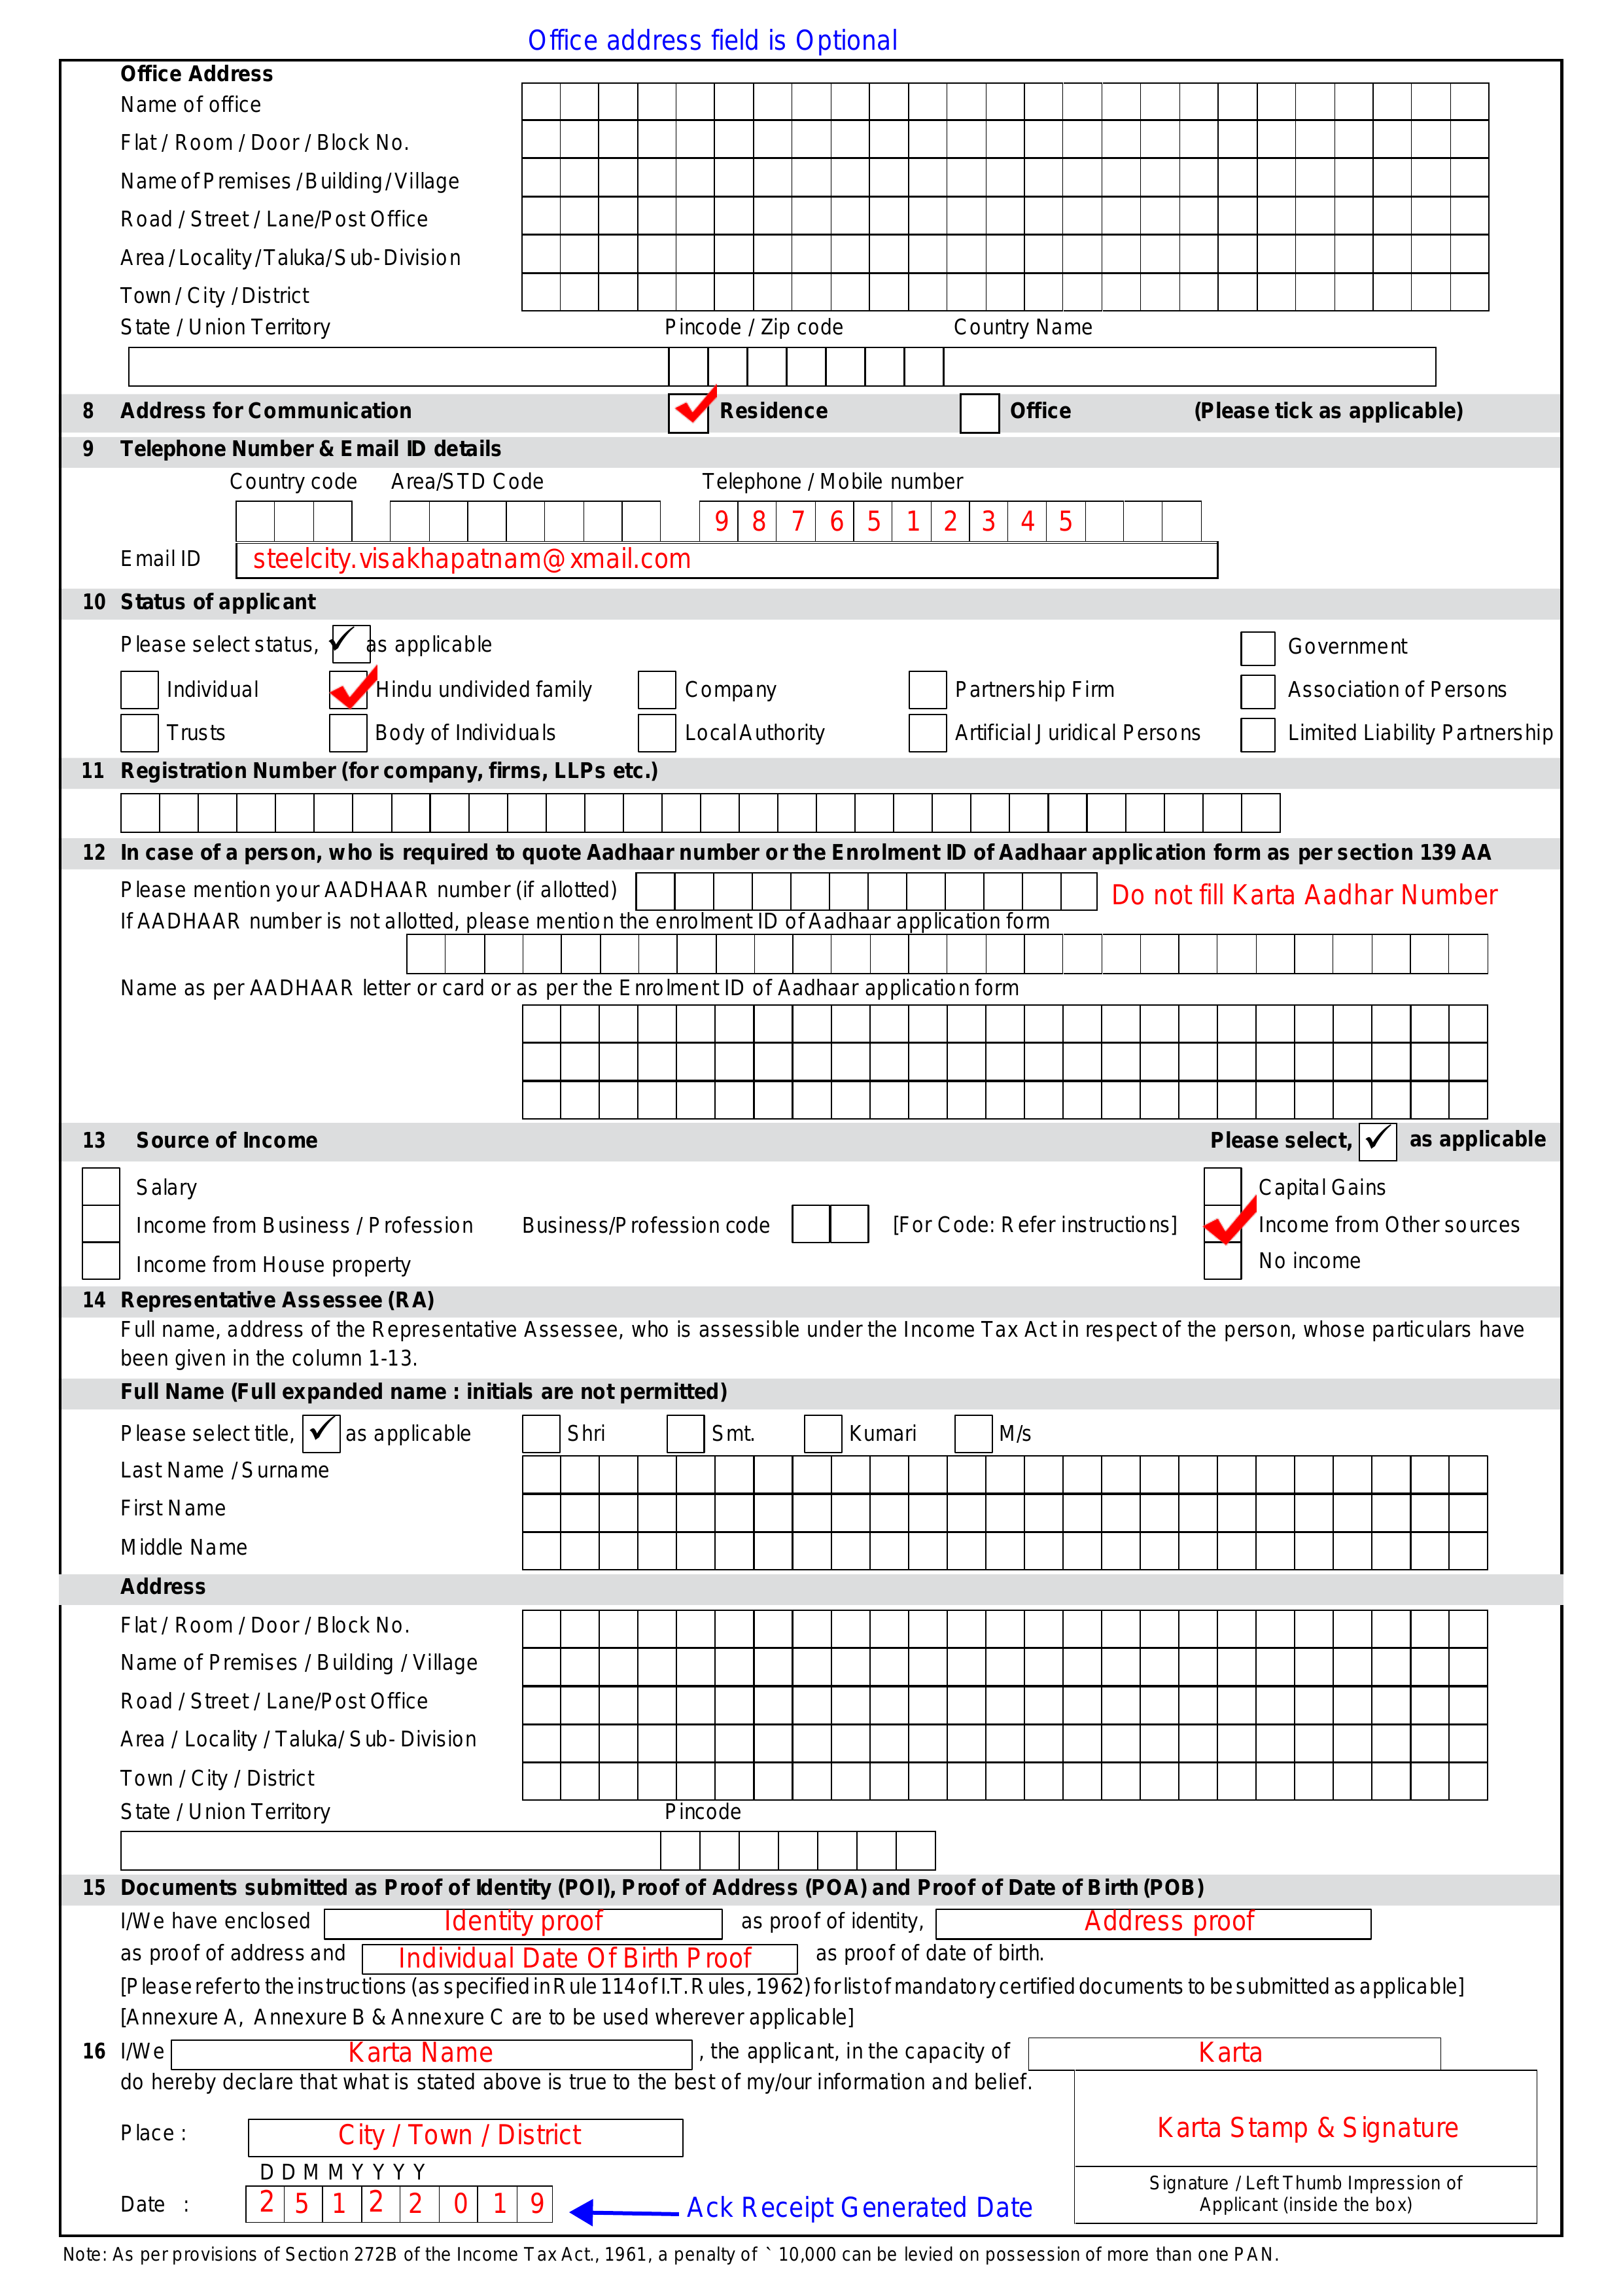 Office address field is Optional
Office Address
Name of office
Flat / Room / Door / Block No.
Name of Premises / Building / Village
Road / Street / Lane/Post Office
Area / Locality / Taluka/ Sub- Division
Town / City / District
State / Union Territory Pincode / Zip code Country Name
8 Address for Communication Residence Office (Please tick as applicable)
9 Telephone Number & Email ID details
Country code Area/STD Code Telephone / Mobile number
9 8 7 6 5 1 2 3 4 5
Email ID steelcity.visakhapatnam@xmail.com
10 Status of applicant
Please select status, ✓ as applicable Government
Individual Hindu undivided family Company Partnership Firm Association of Persons
Trusts Body of Individuals Local Authority Artificial Juridical Persons Limited Liability Partnership
11 Registration Number (for company, firms, LLPs etc.)
12 In case of a person, who is required to quote Aadhaar number or the Enrolment ID of Aadhaar application form as per section 139 AA
Please mention your AADHAAR number (if allotted) Do not fill Karta Aadhar Number
If AADHAAR number is not allotted, please mention the enrolment ID of Aadhaar application form
Name as per AADHAAR letter or card or as per the Enrolment ID of Aadhaar application form
13 Source of Income Please select, ✓ as applicable
Salary Capital Gains
Income from Business / Profession Business/Profession code [For Code: Refer instructions] Income from Other sources
Income from House property No income
14 Representative Assessee (RA)
Full name, address of the Representative Assessee, who is assessible under the Income Tax Act in respect of the person, whose particulars have
been given in the column 1-13.
Full Name (Full expanded name : initials are not permitted)
Please select title, ✓ as applicable Shri Smt. Kumari M/s
Last Name / Surname
First Name
Middle Name
Address
Flat / Room / Door / Block No.
Name of Premises / Building / Village
Road / Street / Lane/Post Office
Area / Locality / Taluka/ Sub- Division
Town / City / District
State / Union Territory Pincode
15 Documents submitted as Proof of Identity (POI), Proof of Address (POA) and Proof of Date of Birth (POB)
I/We have enclosed Identity proof as proof of identity, Address proof
as proof of address and Individual Date Of Birth Proof as proof of date of birth.
[Please refer to the instructions (as specified in Rule 114 of I.T. Rules, 1962) for list of mandatory certified documents to be submitted as applicable]
[Annexure A, Annexure B & Annexure C are to be used wherever applicable]
16 I/We Karta Name , the applicant, in the capacity of Karta
do hereby declare that what is stated above is true to the best of my/our information and belief.
Karta Stamp & Signature
Place : City / Town / District
D D M M Y Y Y Y
Signature / Left Thumb Impression of
Applicant (inside the box)
Date : 2 5 1 2 2 0 1 9 Ack Receipt Generated Date
Note: As per provisions of Section 272B of the Income Tax Act., 1961, a penalty of ` 10,000 can be levied on possession of more than one PAN.